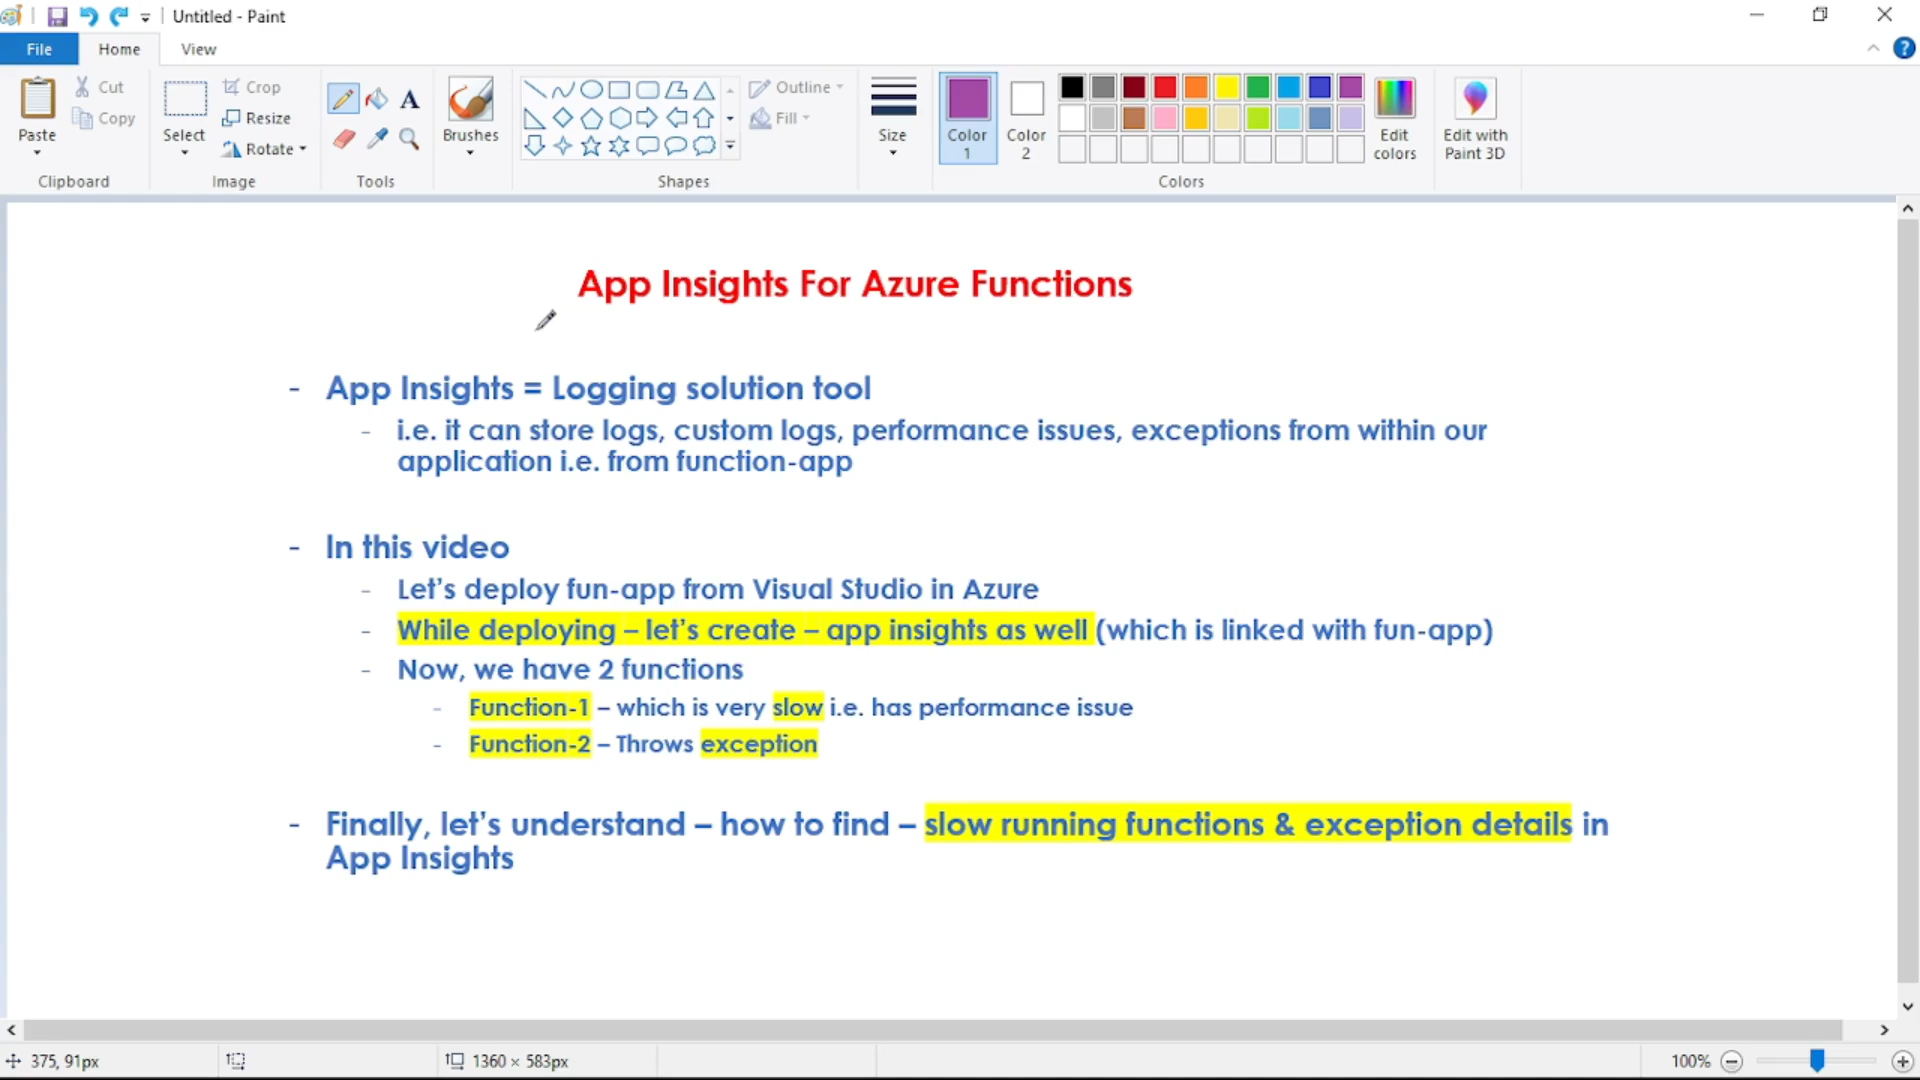 Untitled - Paint
File Home View
Paste
Cut
Copy
Clipboard
Select
Crop
Resize
Rotate
Image
A
Tools
Brushes
Shapes
Outline
Fill
Size
Color 1
Color 2
Edit colors
Colors
Edit with Paint 3D
App Insights For Azure Functions
- App Insights = Logging solution tool
- i.e. it can store logs, custom logs, performance issues, exceptions from within our
application i.e. from function-app
- In this video
- Let's deploy fun-app from Visual Studio in Azure
- While deploying – let's create – app insights as well (which is linked with fun-app)
- Now, we have 2 functions
- Function-1 – which is very slow i.e. has performance issue
- Function-2 – Throws exception
- Finally, let's understand – how to find – slow running functions & exception details in
App Insights
375, 91px
1360 × 583px
100%